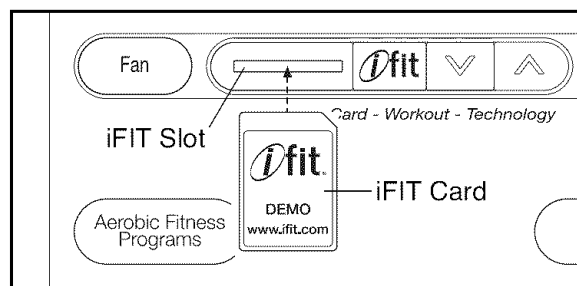 Fan
ifit
Card - Workout - Technology
iFIT Slot
ifit.
iFIT Card
DEMO
www.ifit.com
Aerobic Fitness
Programs